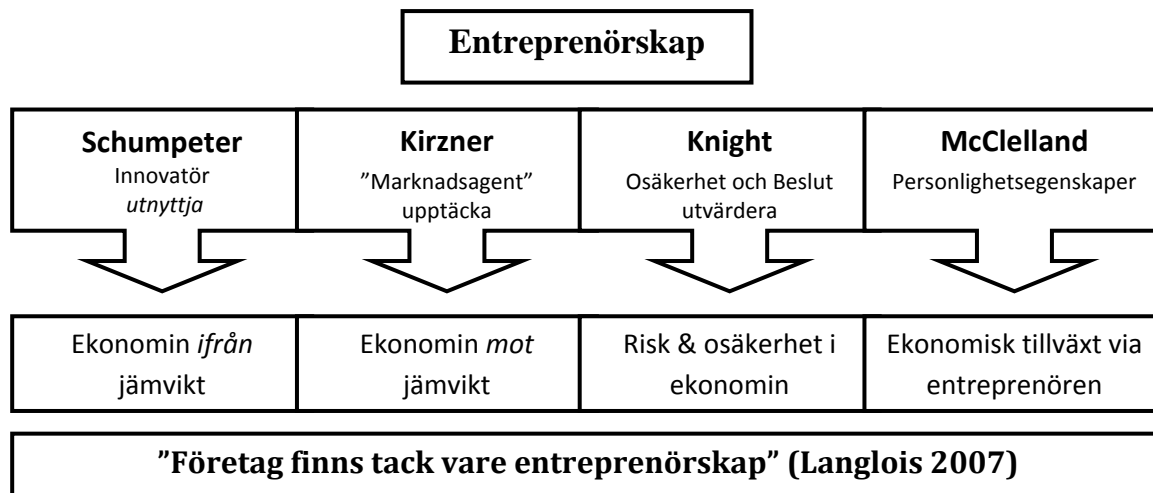 Entreprenörskap
Schumpeter
Innovatör
utnyttja
Kirzner
”Marknadsagent”
upptäcka
Knight
Osäkerhet och Beslut
utvärdera
McClelland
Personlighetsegenskaper
Ekonomin ifrån
jämvikt
Ekonomin mot
jämvikt
Risk & osäkerhet i
ekonomin
Ekonomisk tillväxt via
entreprenören
”Företag finns tack vare entreprenörskap” (Langlois 2007)